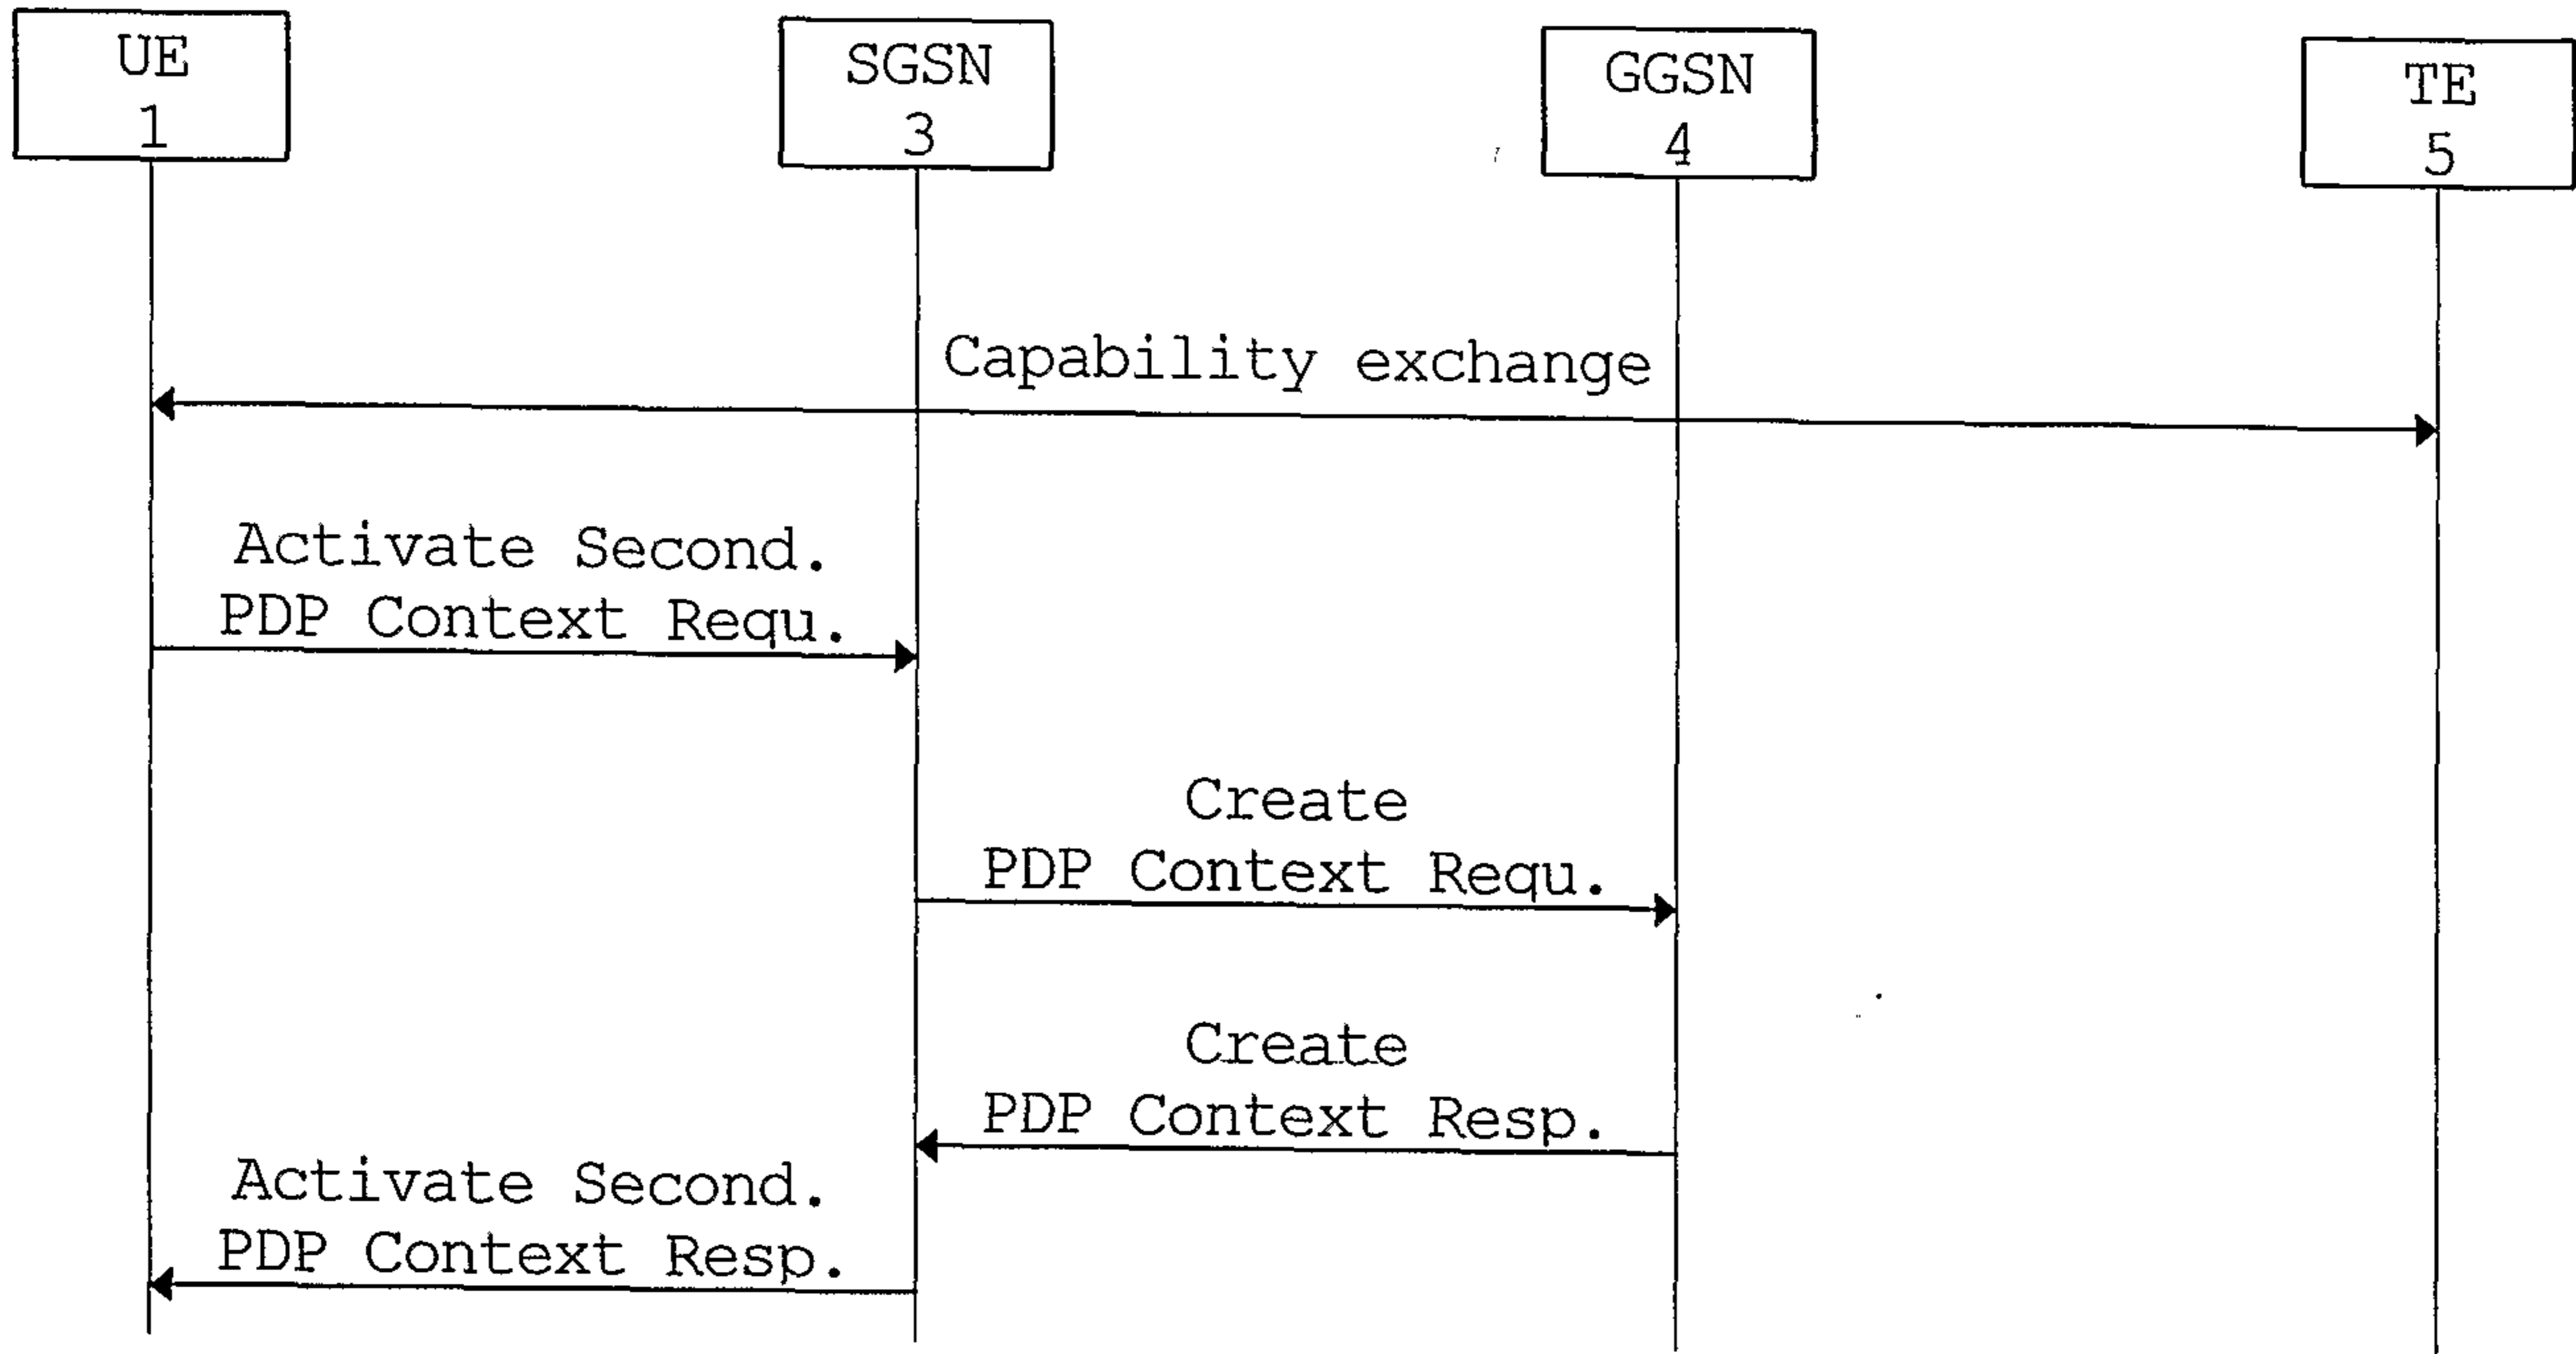 UE
1
SGSN
3
GGSN
4
TE
5
Capability exchange
Activate Second.
PDP Context Requ.
Create
PDP Context Requ.
Create
PDP Context Resp.
Activate Second.
PDP Context Resp.